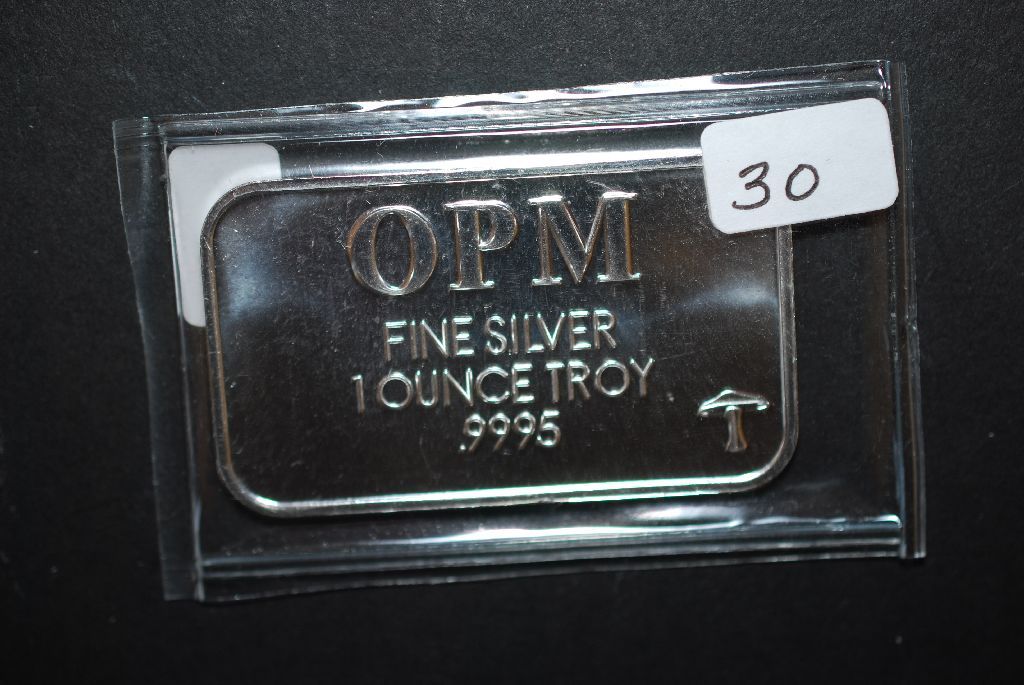 30
OPM
FINE SILVER
1 OUNCE TROY
.9995